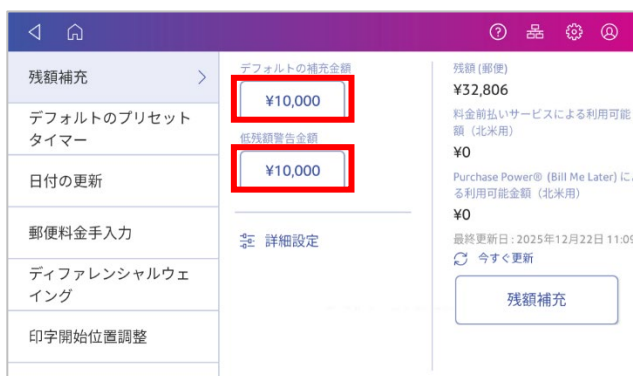 残額補充
デフォルトのプリセット
タイマー
日付の更新
郵便料金手入力
ディファレンシャルウェ
イング
印字開始位置調整
デフォルトの補充金額
¥10,000
低残額警告金額
¥10,000
詳細設定
残額 (郵便)
¥32,806
料金前払いサービスによる利用可能
額（北米用）
¥0
Purchase Power® (Bill Me Later) に
る利用可能金額（北米用）
¥0
最終更新日 : 2025年12月22日 11:09
今すぐ更新
残額補充